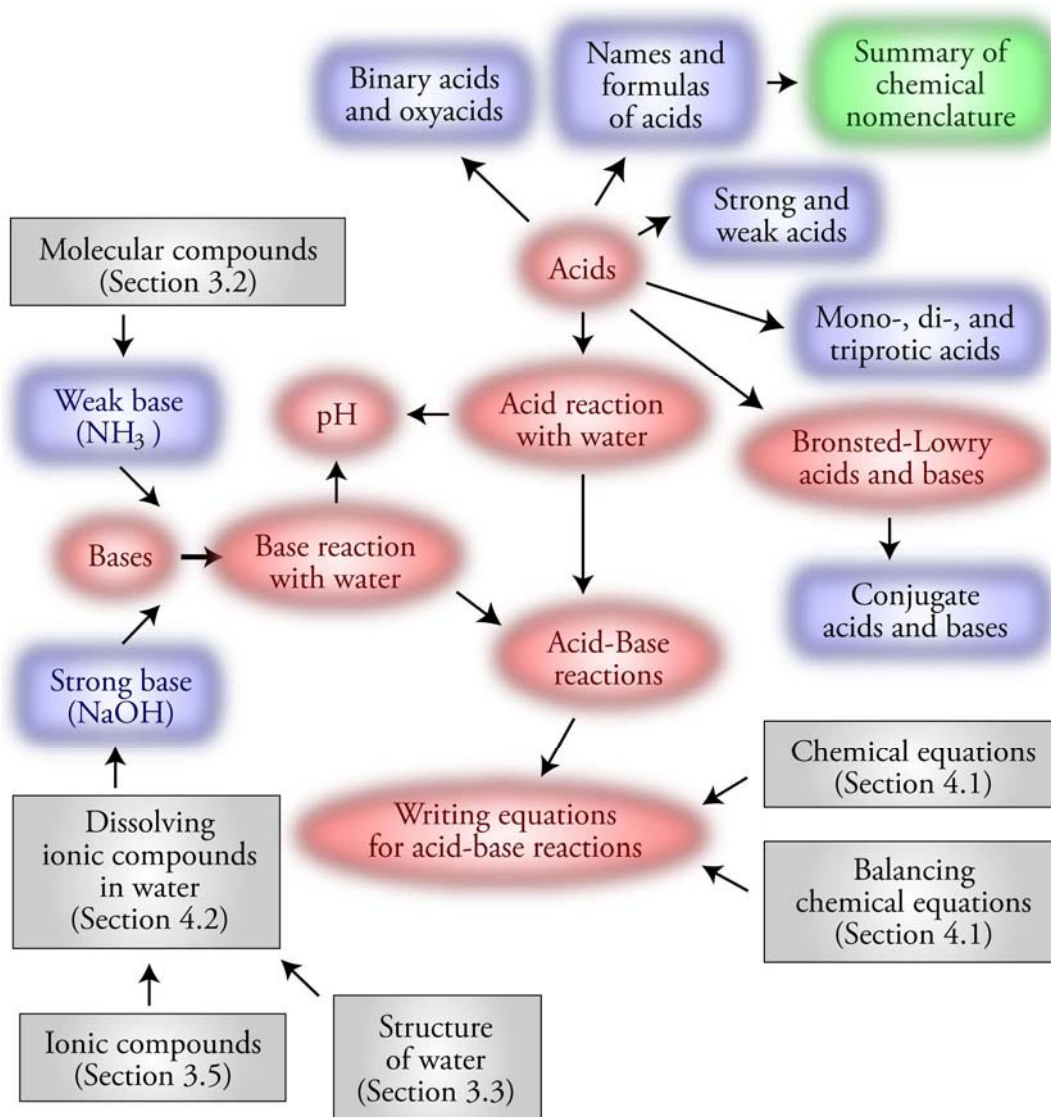 Binary acids
and oxyacids
Names and
formulas
of acids
Summary of
chemical
nomenclature
Strong and
weak acids
Molecular compounds
(Section 3.2)
Acids
Mono-, di-, and
triprotic acids
Weak base
(NH3 )
pH
Acid reaction
with water
Bronsted-Lowry
acids and bases
Bases
Base reaction
with water
Conjugate
acids and bases
Strong base
(NaOH)
Acid-Base
reactions
Chemical equations
(Section 4.1)
Dissolving
ionic compounds
in water
(Section 4.2)
Writing equations
for acid-base reactions
Balancing
chemical equations
(Section 4.1)
Ionic compounds
(Section 3.5)
Structure
of water
(Section 3.3)